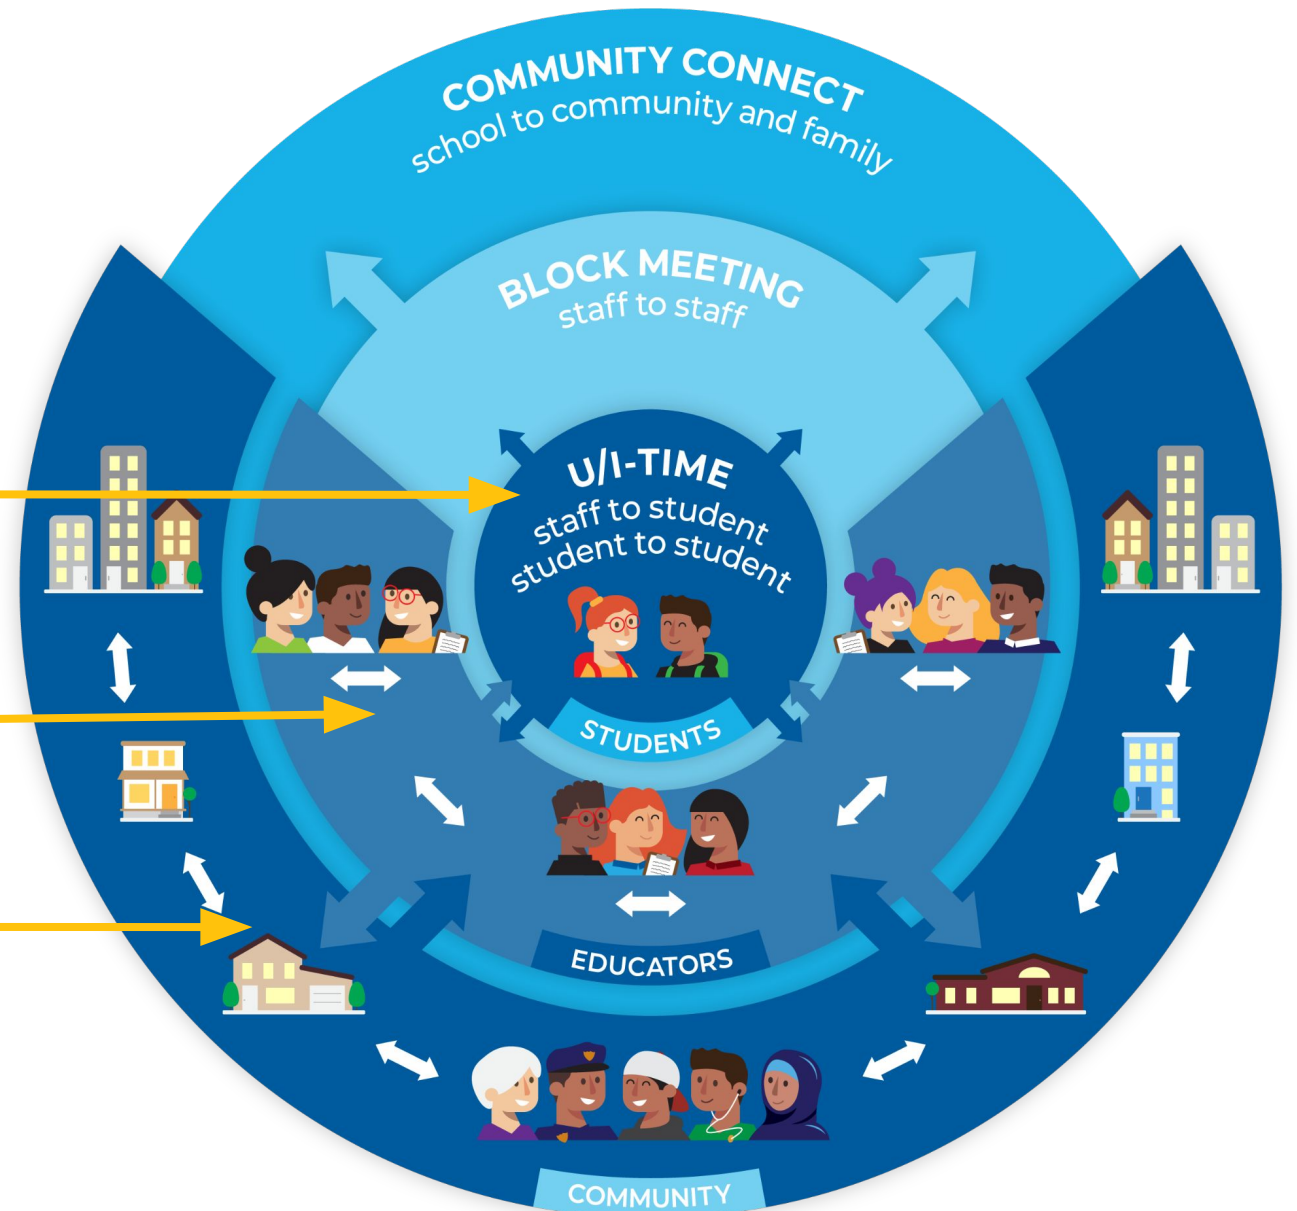 COMMUNITY CONNECT
school to community and family
BLOCK MEETING
staff to staff
U/I-TIME
staff to student
student to student
STUDENTS
EDUCATORS
COMMUNITY